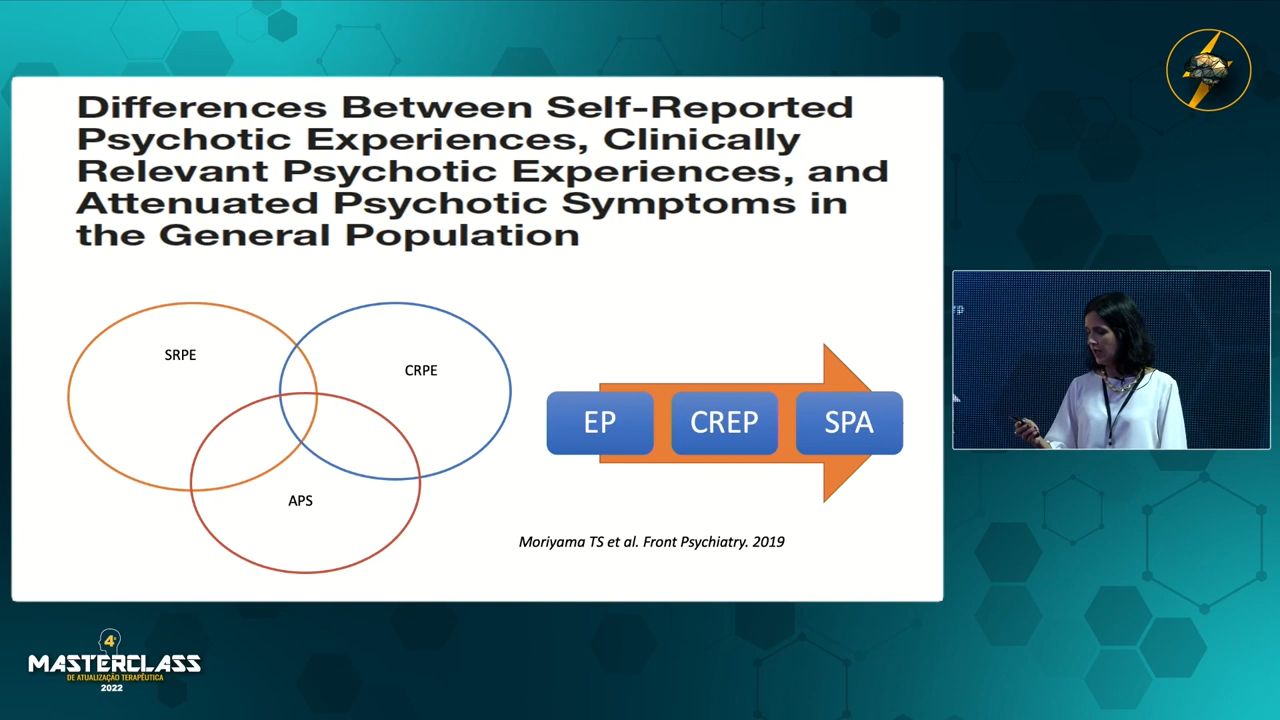 Differences Between Self-Reported
Psychotic Experiences, Clinically
Relevant Psychotic Experiences, and
Attenuated Psychotic Symptoms in
the General Population
SRPE
CRPE
APS
EP
CREP
SPA
Moriyama TS et al. Front Psychiatry. 2019
4ª
MASTERCLASS
DE ATUALIZAÇÃO TERAPÊUTICA
2022